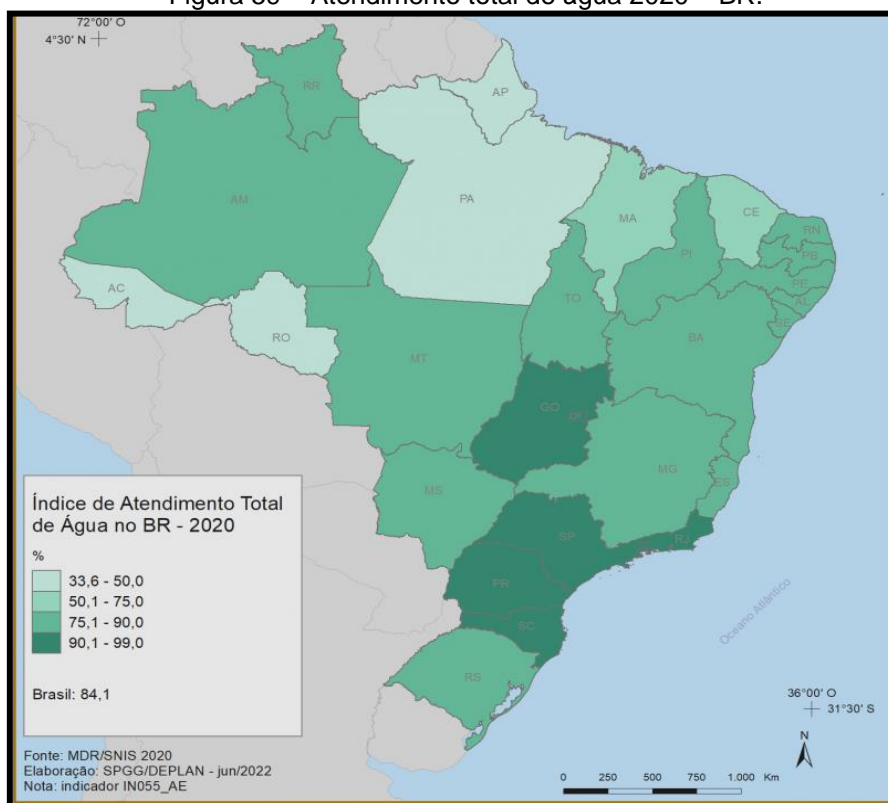 Figura 80 – Atendimento total de água 2020 – BR.
72°00' O
4°30' N
RR
AP
AM
PA
MA
CE
RN
PB
PE
AL
SE
PI
TO
AC
RO
MT
BA
GO
DF
MG
ES
MS
SP
RJ
PR
SC
RS
Oceano Atlântico
Índice de Atendimento Total
de Água no BR - 2020
%
33,6 - 50,0
50,1 - 75,0
75,1 - 90,0
90,1 - 99,0
Brasil: 84,1
36°00' O
31°30' S
N
0 250 500 750 1.000 Km
Fonte: MDR/SNIS 2020
Elaboração: SPGG/DEPLAN - jun/2022
Nota: indicador IN055_AE